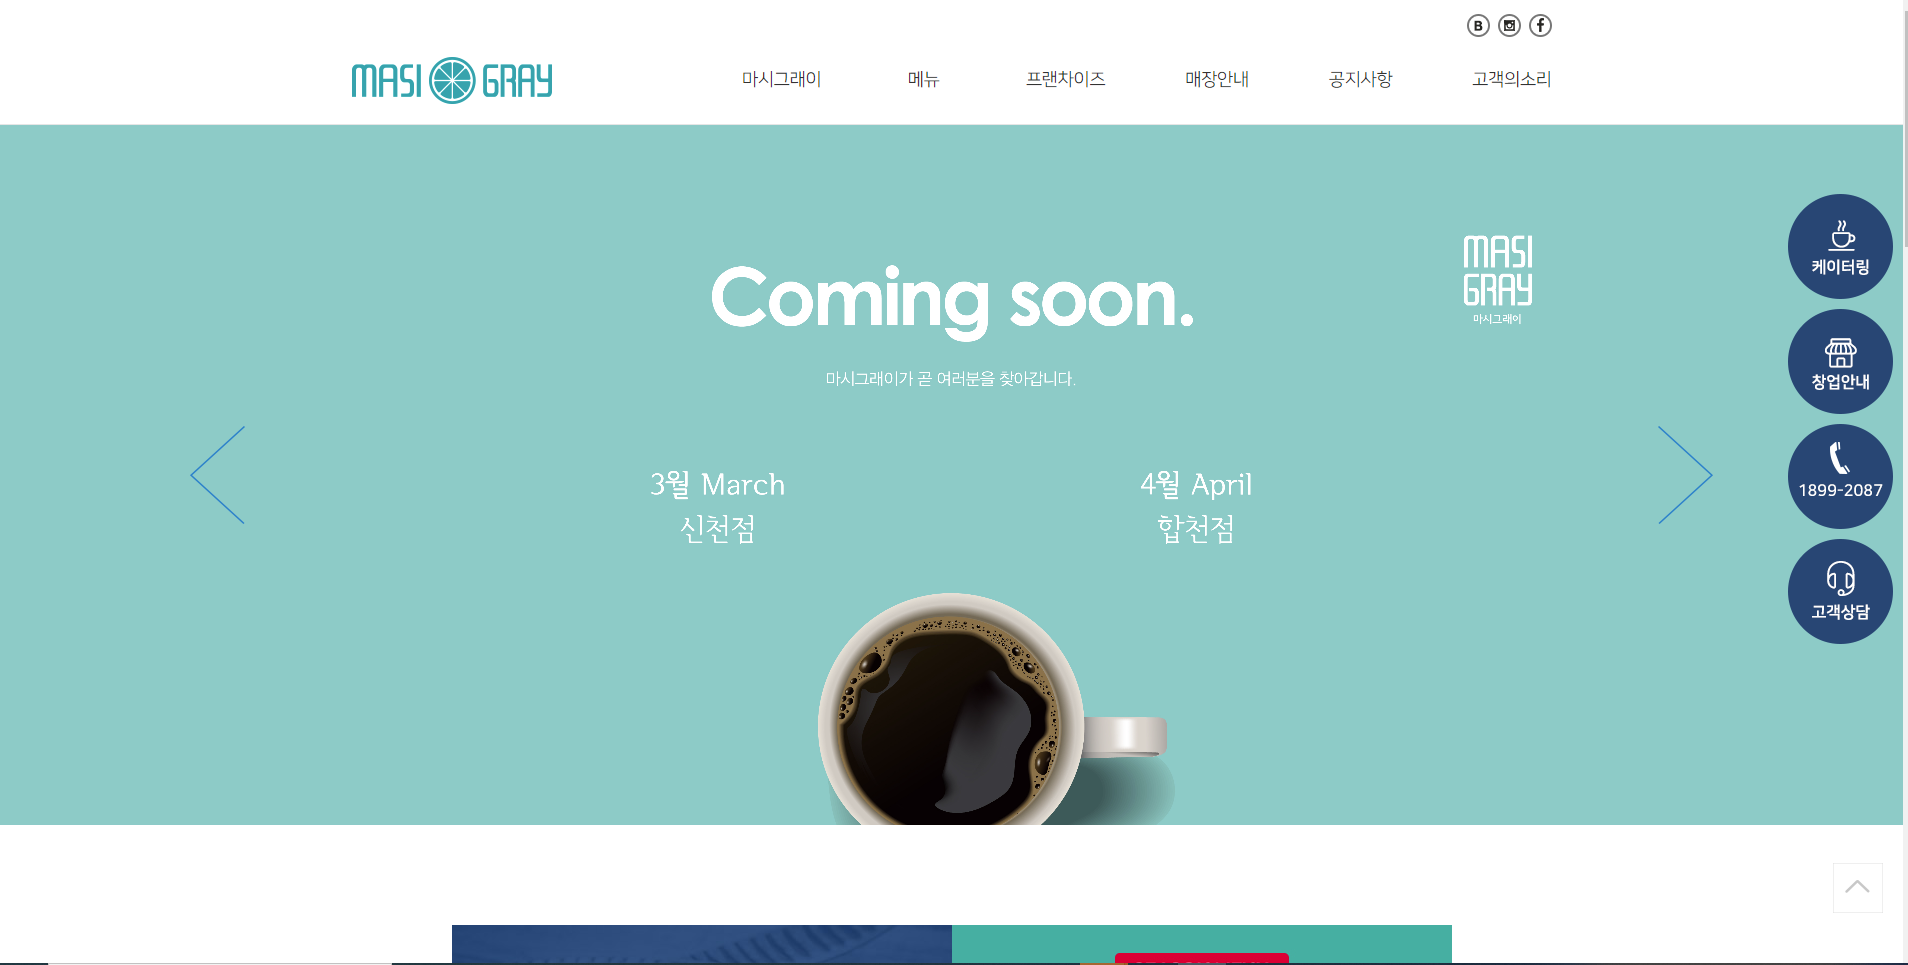 B
MASI GRAY
마시그래이
메뉴
프랜차이즈
매장안내
공지사항
고객의소리
Coming soon.
마시그래이가 곧 여러분을 찾아갑니다.
3월 March
신천점
4월 April
합천점
MASI
GRAY
마시그래이
케이터링
창업안내
1899-2087
고객상담